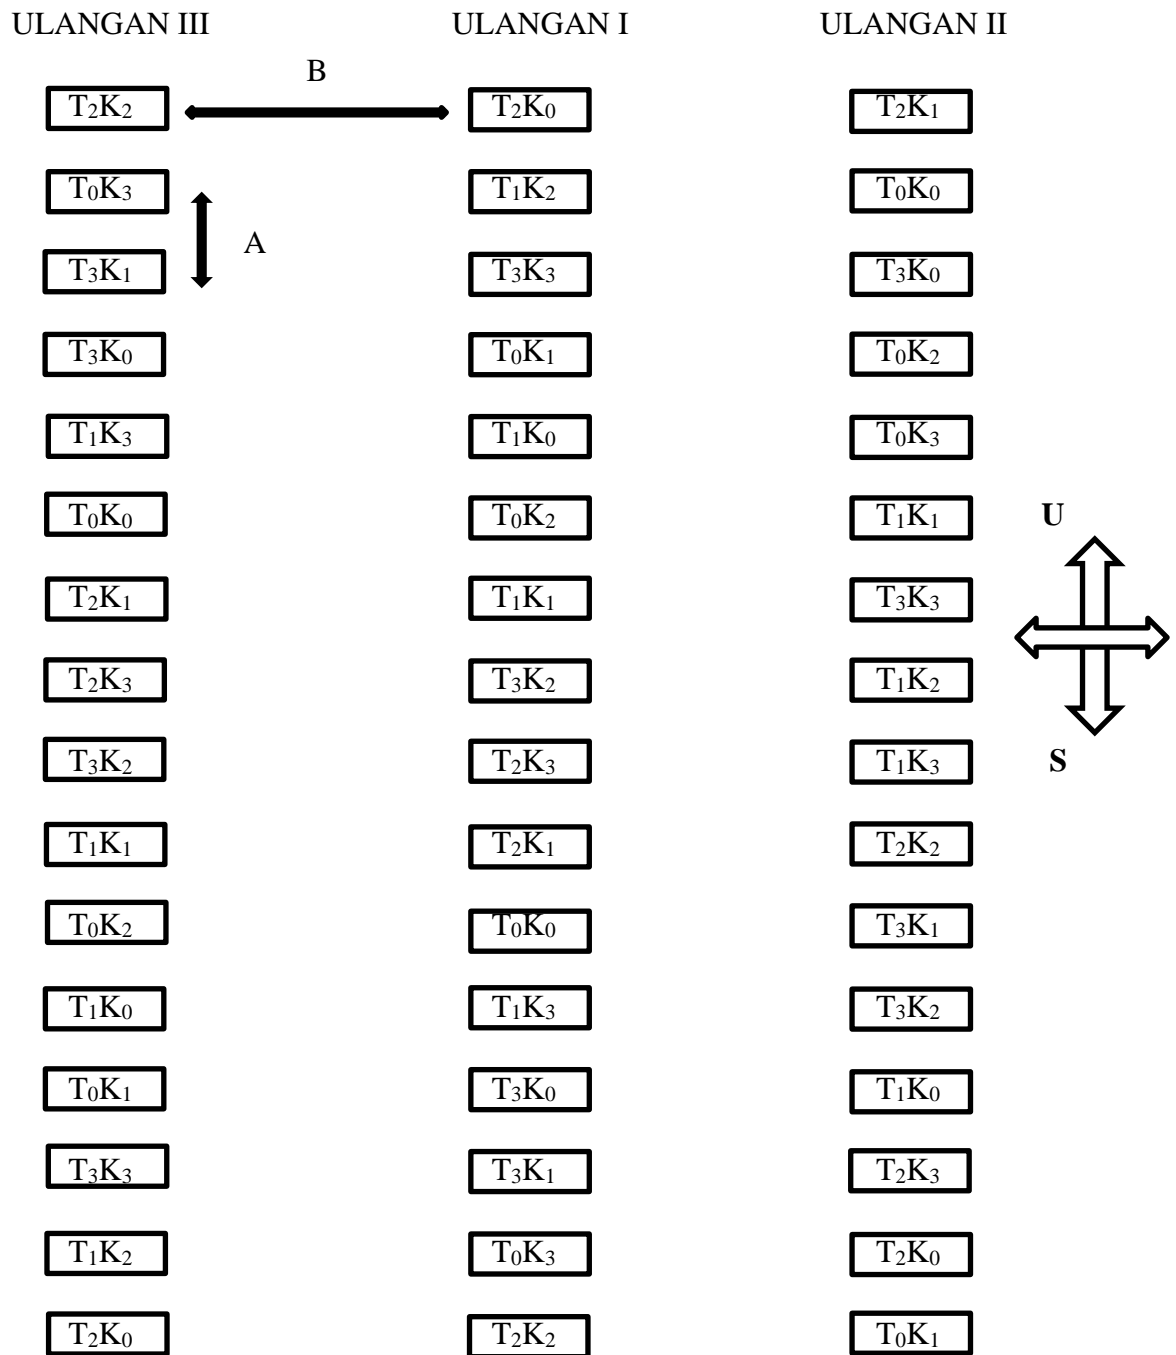 ULANGAN III ULANGAN I ULANGAN II
B
T₂K₂ T₂K₀ T₂K₁
T₀K₃ T₁K₂ T₀K₀
A
T₃K₁ T₃K₃ T₃K₀
T₃K₀ T₀K₁ T₀K₂
T₁K₃ T₁K₀ T₀K₃
T₀K₀ T₀K₂ T₁K₁
U
T₂K₁ T₁K₁ T₃K₃
T₂K₃ T₃K₂ T₁K₂
T₃K₂ T₂K₃ T₁K₃
S
T₁K₁ T₂K₁ T₂K₂
T₀K₂ T₀K₀ T₃K₁
T₁K₀ T₁K₃ T₃K₂
T₀K₁ T₃K₀ T₁K₀
T₃K₃ T₃K₁ T₂K₃
T₁K₂ T₀K₃ T₂K₀
T₂K₀ T₂K₂ T₀K₁